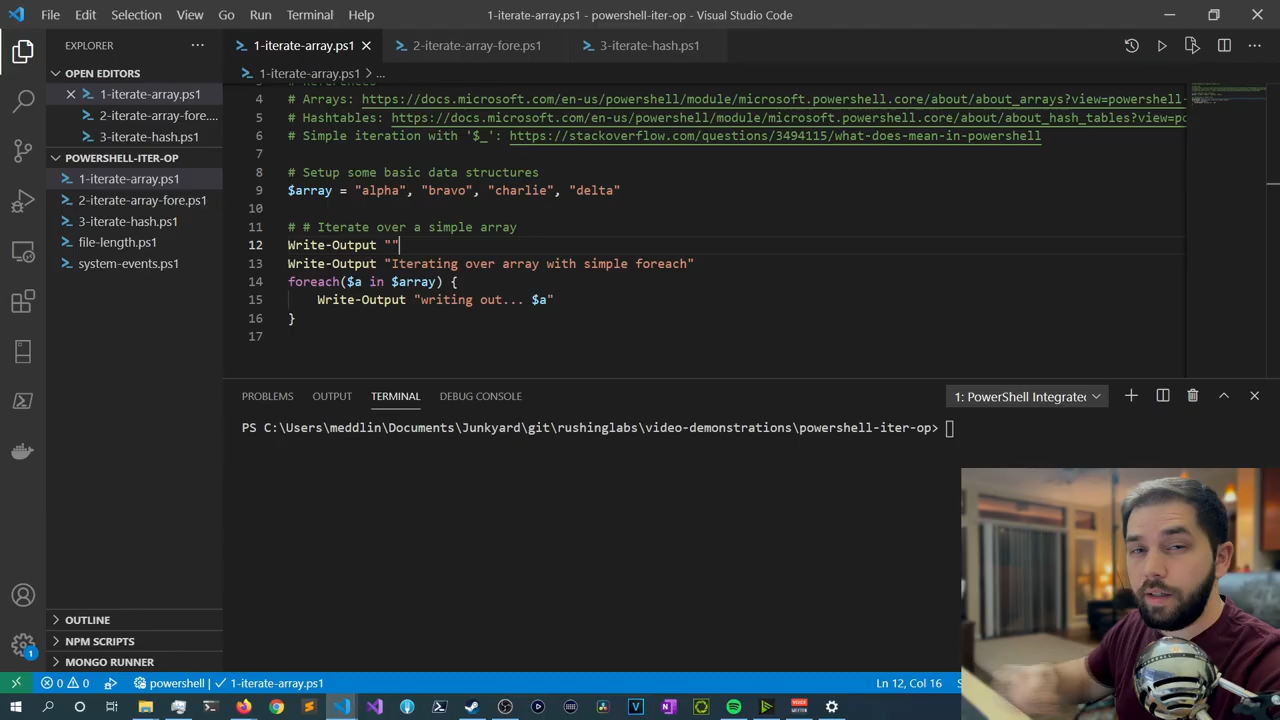 File Edit Selection View Go Run Terminal Help
1-iterate-array.ps1 - powershell-iter-op - Visual Studio Code
EXPLORER
1-iterate-array.ps1
2-iterate-array-fore.ps1
3-iterate-hash.ps1
OPEN EDITORS
1-iterate-array.ps1
2-iterate-array-fore....
3-iterate-hash.ps1
POWERSHELL-ITER-OP
1-iterate-array.ps1
2-iterate-array-fore.ps1
3-iterate-hash.ps1
file-length.ps1
system-events.ps1
OUTLINE
NPM SCRIPTS
MONGO RUNNER
1-iterate-array.ps1 > ...
3 # References
4 # Arrays: https://docs.microsoft.com/en-us/powershell/module/microsoft.powershell.core/about/about_arrays?view=powershell-
5 # Hashtables: https://docs.microsoft.com/en-us/powershell/module/microsoft.powershell.core/about/about_hash_tables?view=po
6 # Simple iteration with '$_': https://stackoverflow.com/questions/3494115/what-does-mean-in-powershell
7
8 # Setup some basic data structures
9 $array = "alpha", "bravo", "charlie", "delta"
10
11 # # Iterate over a simple array
12 Write-Output ""
13 Write-Output "Iterating over array with simple foreach"
14 foreach($a in $array) {
15 Write-Output "writing out... $a"
16 }
17
PROBLEMS OUTPUT TERMINAL DEBUG CONSOLE
1: PowerShell Integrated
PS C:\Users\meddlin\Documents\Junkyard\git\rushinglabs\video-demonstrations\powershell-iter-op>
1
0 0 powershell | 1-iterate-array.ps1
Ln 12, Col 16